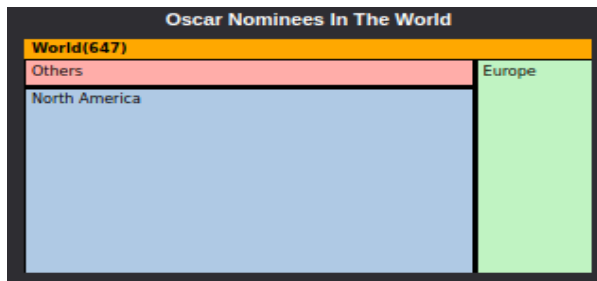 Oscar Nominees In The World
World(647)
Others
Europe
North America